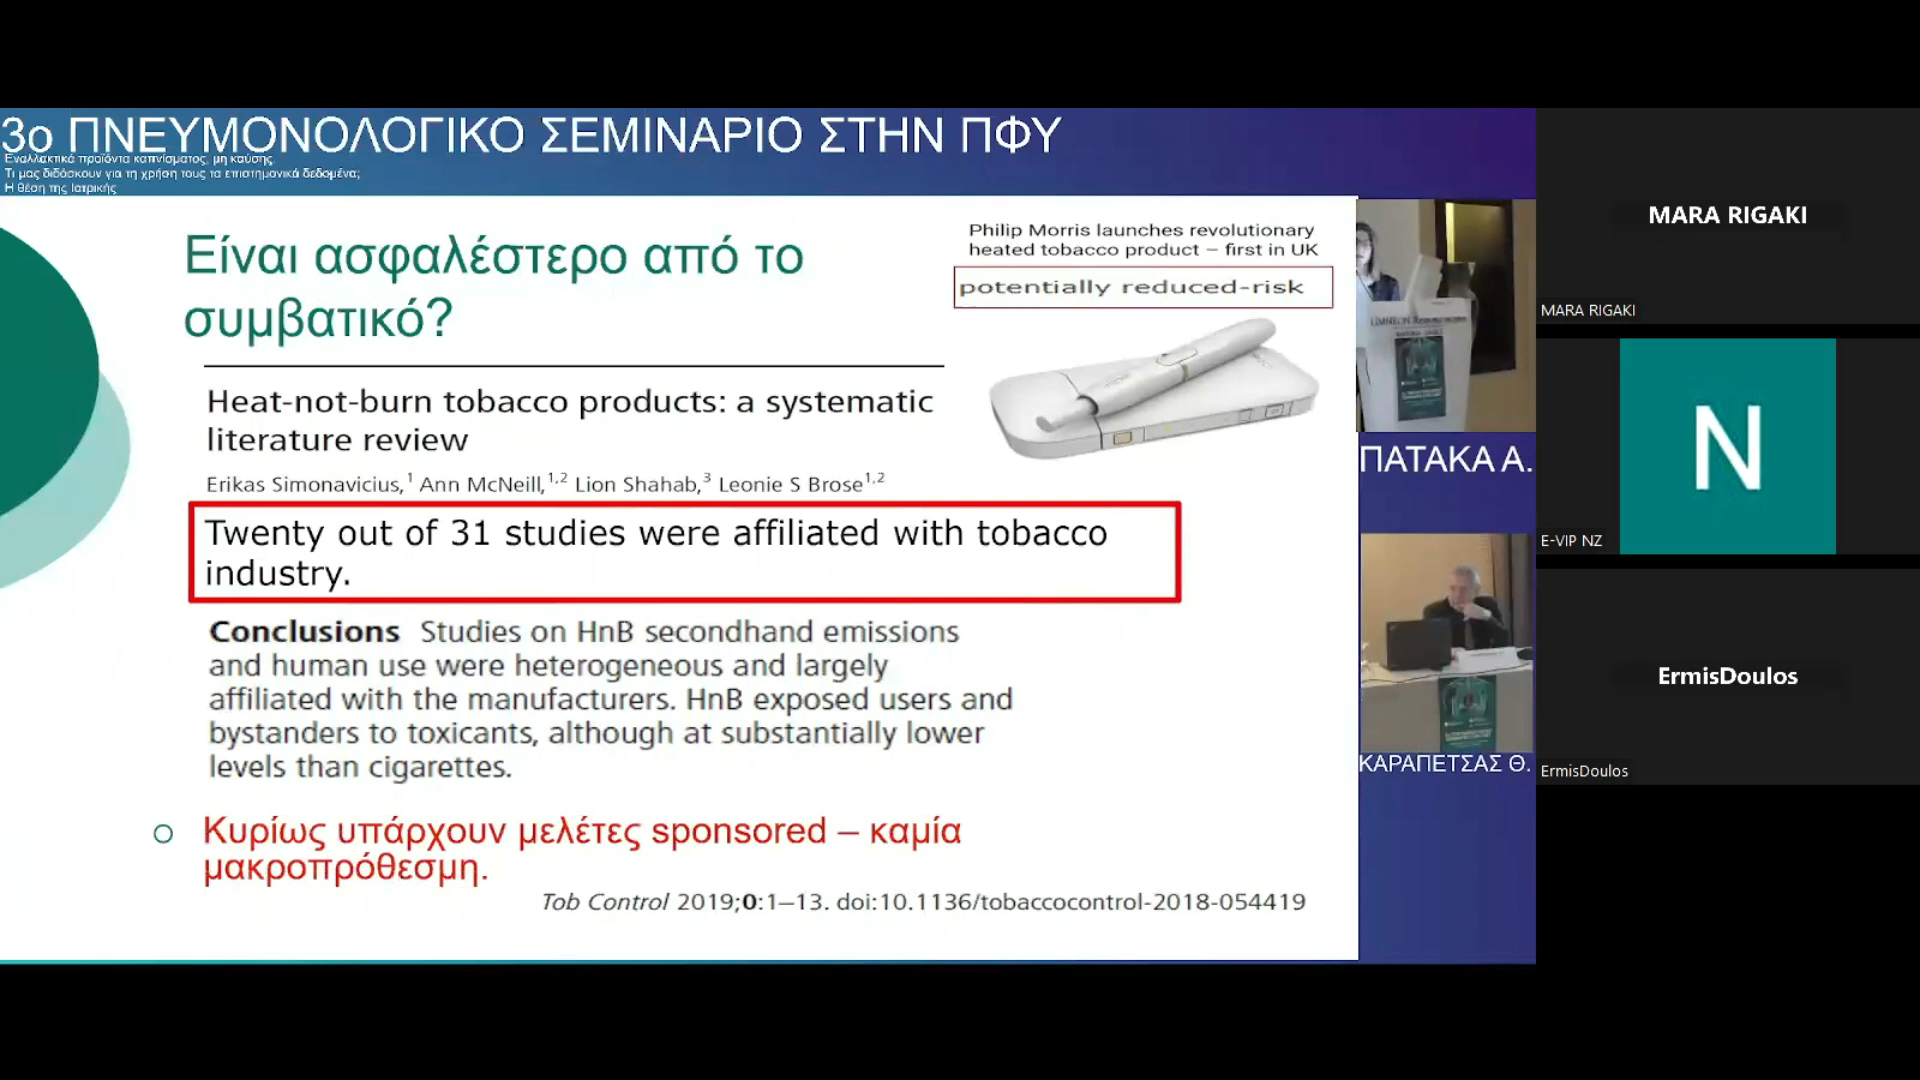 3ο ΠΝΕΥΜΟΝΟΛΟΓΙΚΟ ΣΕΜΙΝΑΡΙΟ ΣΤΗΝ ΠΦΥ
Εναλλακτικά προϊόντα καπνίσματος, μη καύσης.
Τι μας διδάσκουν για τη χρήση τους τα επιστημονικά δεδομένα;
Η θέση της Ιατρικής
Είναι ασφαλέστερο από το
συμβατικό?
Philip Morris launches revolutionary
heated tobacco product – first in UK
potentially reduced-risk
Heat-not-burn tobacco products: a systematic
literature review
Erikas Simonavicius,1 Ann McNeill,1,2 Lion Shahab,3 Leonie S Brose1,2
Twenty out of 31 studies were affiliated with tobacco
industry.
Conclusions Studies on HnB secondhand emissions
and human use were heterogeneous and largely
affiliated with the manufacturers. HnB exposed users and
bystanders to toxicants, although at substantially lower
levels than cigarettes.
Κυρίως υπάρχουν μελέτες sponsored – καμία
μακροπρόθεσμη.
Tob Control 2019;0:1–13. doi:10.1136/tobaccocontrol-2018-054419
ΠΑΤΑΚΑ Α.
ΚΑΡΑΠΕΤΣΑΣ Θ.
MARA RIGAKI
MARA RIGAKI
N
E-VIP NZ
ErmisDoulos
ErmisDoulos